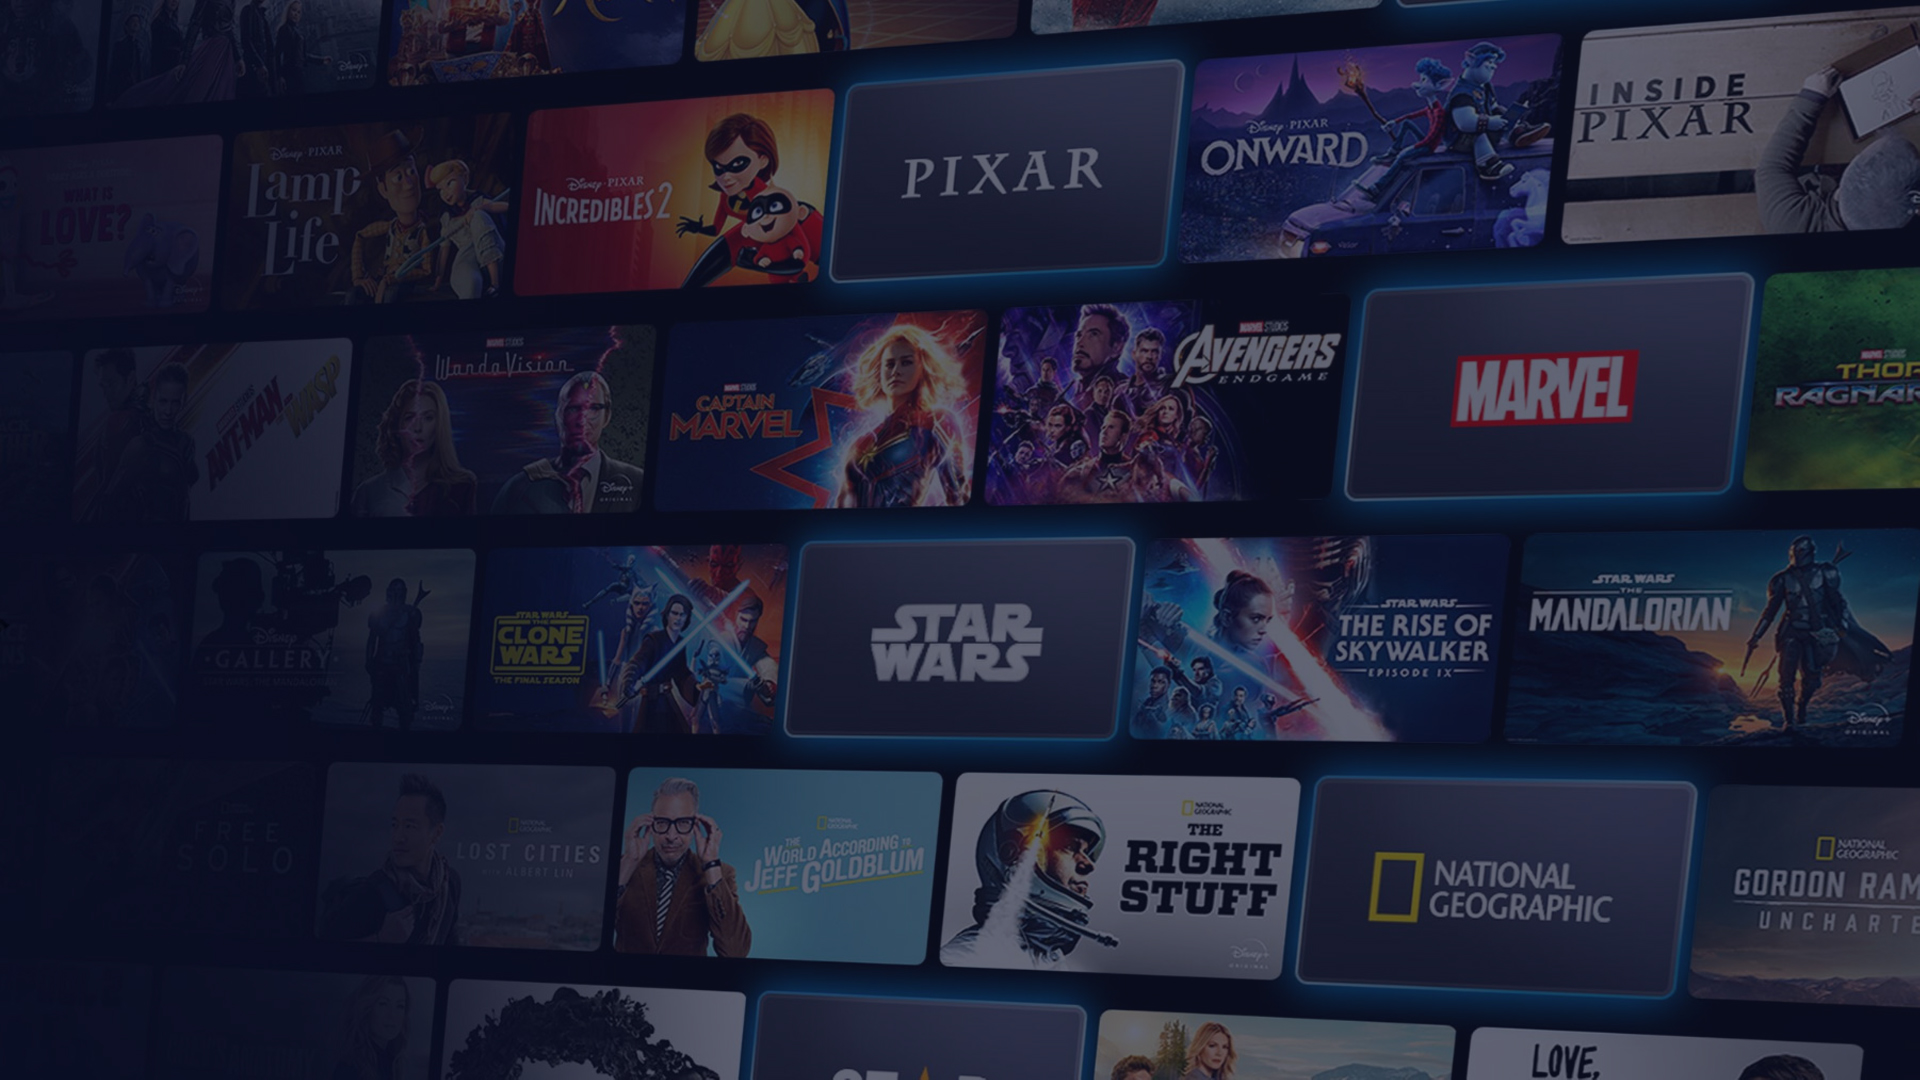 Disney+
ORIGINAL
WHAT IS
LOVE?
Disney · PIXAR
Lamp
Life
Disney · PIXAR
INCREDIBLES 2
PIXAR
Disney · PIXAR
ONWARD
INSIDE
PIXAR
ANT-MAN
WASP
MARVEL STUDIOS
WandaVision
Disney+
ORIGINAL
MARVEL STUDIOS
CAPTAIN
MARVEL
MARVEL STUDIOS
AVENGERS
ENDGAME
MARVEL
MARVEL STUDIOS
THOR
RAGNAR
Disney
·GALLERY·
STAR WARS: THE MANDALORIAN
Disney+
ORIGINAL
STAR WARS
THE
CLONE
WARS
THE FINAL SEASON
STAR
WARS
STAR WARS
THE RISE OF
SKYWALKER
EPISODE IX
STAR WARS
THE
MANDALORIAN
Disney+
ORIGINAL
FREE
SOLO
NATIONAL
GEOGRAPHIC
LOST CITIES
WITH ALBERT LIN
NATIONAL
GEOGRAPHIC
THE
WORLD ACCORDING TO
JEFF GOLDBLUM
NATIONAL
GEOGRAPHIC
THE
RIGHT
STUFF
Disney+
ORIGINAL
NATIONAL
GEOGRAPHIC
NATIONAL
GEOGRAPHIC
GORDON RAM
UNCHARTE
LOVE,